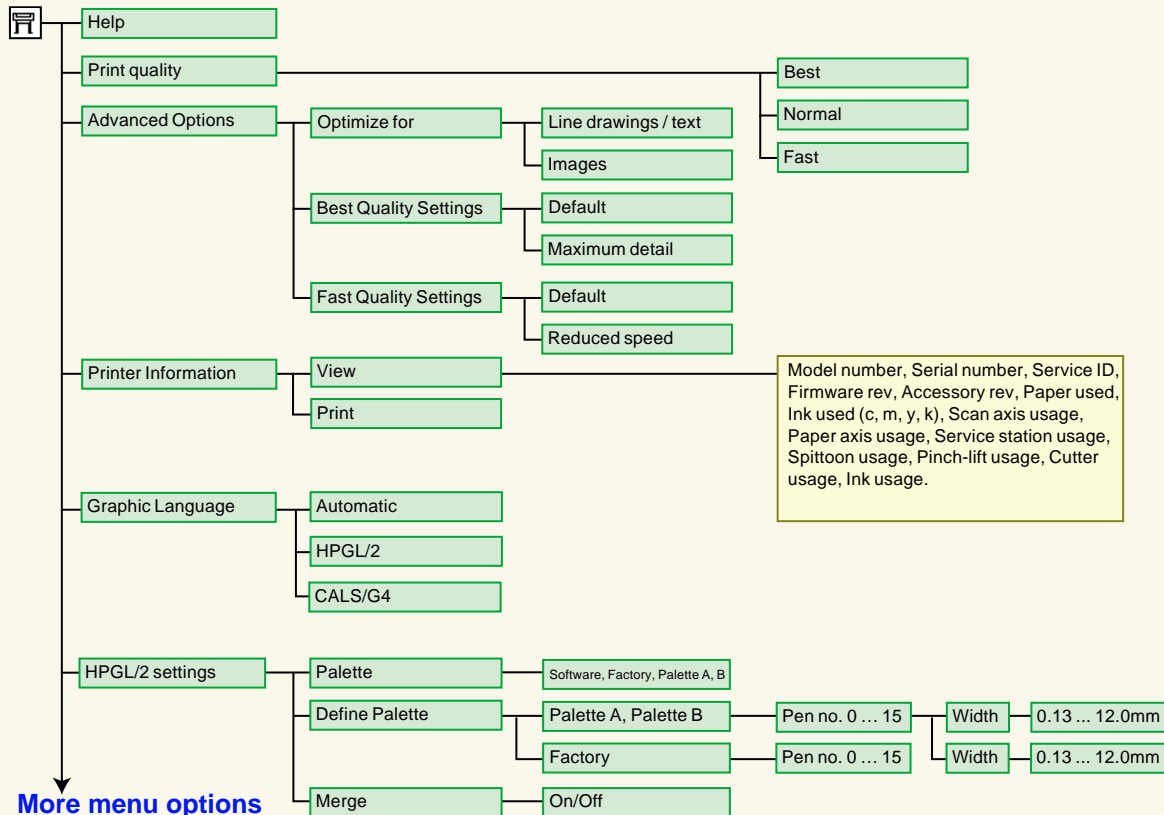 Help
Print quality
Best
Normal
Fast
Advanced Options
Optimize for
Line drawings / text
Images
Best Quality Settings
Default
Maximum detail
Fast Quality Settings
Default
Reduced speed
Printer Information
View
Model number, Serial number, Service ID,
Firmware rev, Accessory rev, Paper used,
Ink used (c, m, y, k), Scan axis usage,
Paper axis usage, Service station usage,
Spittoon usage, Pinch-lift usage, Cutter
usage, Ink usage.
Print
Graphic Language
Automatic
HPGL/2
CALS/G4
HPGL/2 settings
Palette
Software, Factory, Palette A, B
Define Palette
Palette A, Palette B
Pen no. 0 ... 15
Width
0.13 ... 12.0mm
Factory
Pen no. 0 ... 15
Width
0.13 ... 12.0mm
Merge
On/Off
More menu options